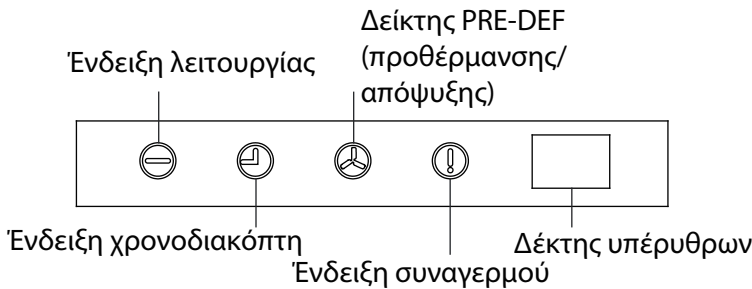 Ένδειξη λειτουργίας
Δείκτης PRE-DEF
(προθέρμανσης/
απόψυξης)
Ένδειξη χρονοδιακόπτη
Ένδειξη συναγερμού
Δέκτης υπέρυθρων